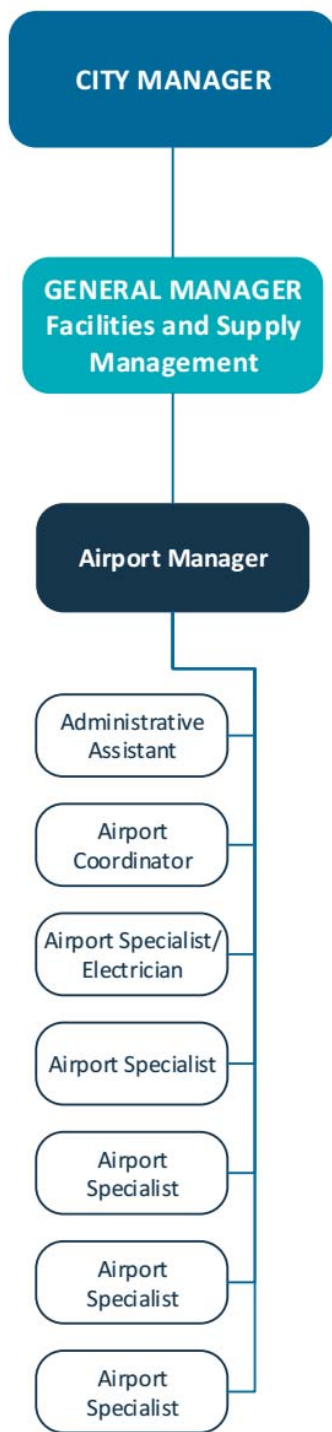 CITY MANAGER
GENERAL MANAGER
Facilities and Supply
Management
Airport Manager
Administrative
Assistant
Airport
Coordinator
Airport Specialist/
Electrician
Airport Specialist
Airport
Specialist
Airport
Specialist
Airport
Specialist